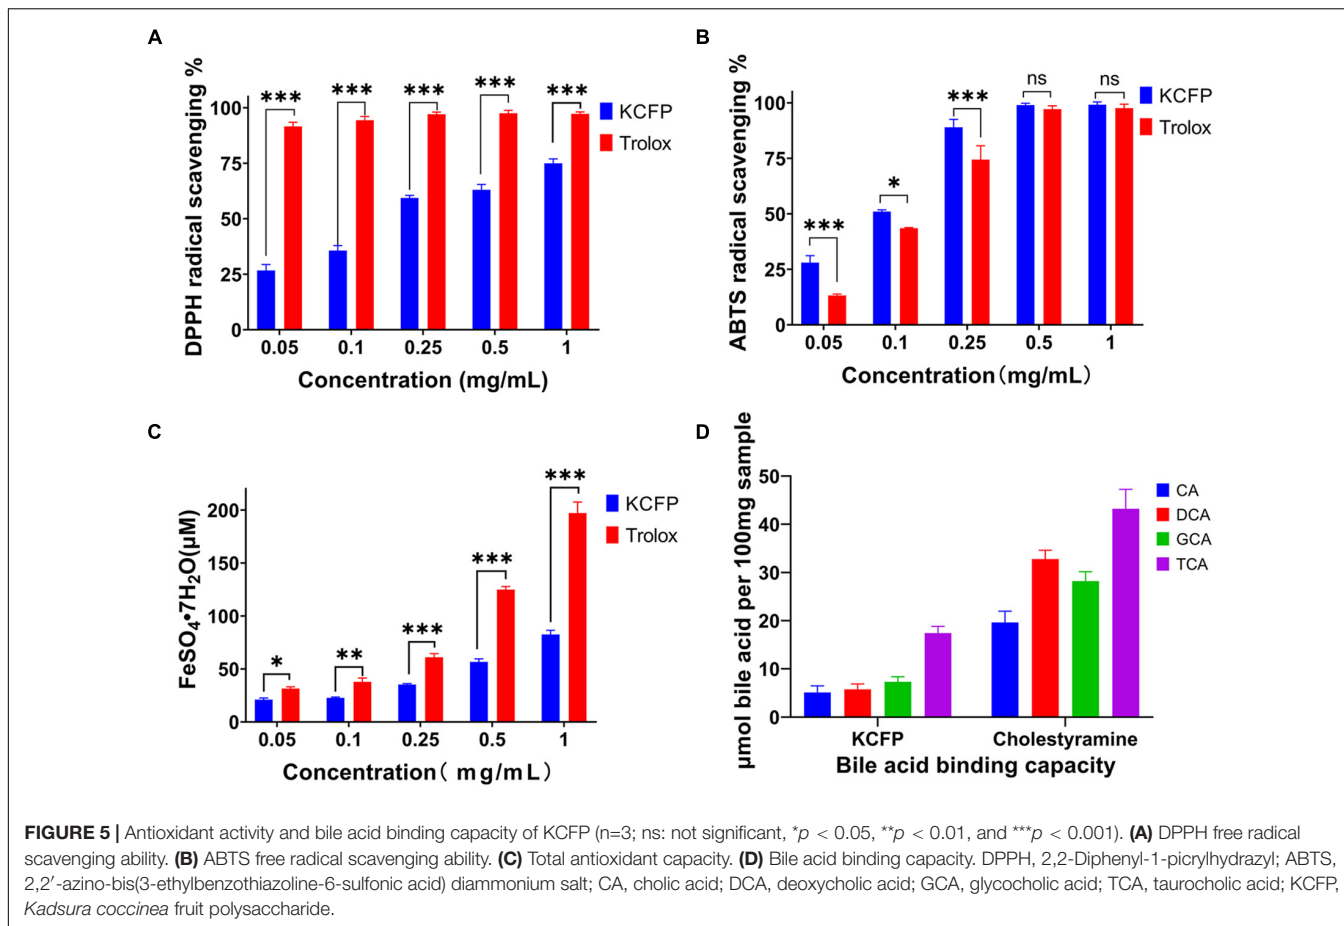 A
DPPH radical scavenging %
100
75
50
25
0
*** *** *** *** ***
KCFP
Trolox
0.05 0.1 0.25 0.5 1
Concentration (mg/mL)
B
ABTS radical scavenging %
100
75
50
25
0
*** * *** ns ns
KCFP
Trolox
0.05 0.1 0.25 0.5 1
Concentration(mg/mL)
C
FeSO₄•7H₂O(μM)
200
150
100
50
0
* ** *** *** ***
KCFP
Trolox
0.05 0.1 0.25 0.5 1
Concentration( mg/mL)
D
μmol bile acid per 100mg sample
50
40
30
20
10
0
CA
DCA
GCA
TCA
KCFP Cholestyramine
Bile acid binding capacity
FIGURE 5 | Antioxidant activity and bile acid binding capacity of KCFP (n=3; ns: not significant, *p < 0.05, **p < 0.01, and ***p < 0.001). (A) DPPH free radical
scavenging ability. (B) ABTS free radical scavenging ability. (C) Total antioxidant capacity. (D) Bile acid binding capacity. DPPH, 2,2-Diphenyl-1-picrylhydrazyl; ABTS,
2,2′-azino-bis(3-ethylbenzothiazoline-6-sulfonic acid) diammonium salt; CA, cholic acid; DCA, deoxycholic acid; GCA, glycocholic acid; TCA, taurocholic acid; KCFP,
Kadsura coccinea fruit polysaccharide.